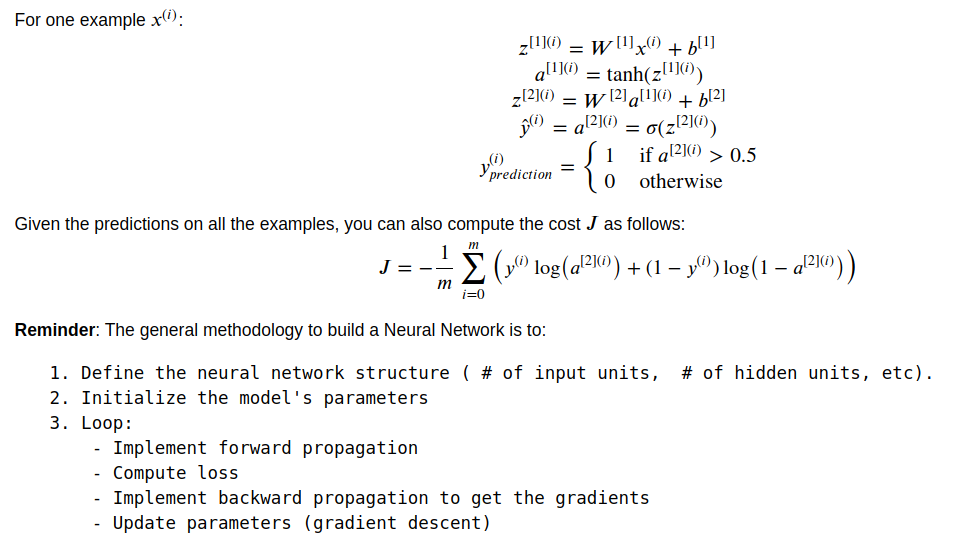 For one example $x^{(i)}$:
$z^{[1](i)} = W^{[1]}x^{(i)} + b^{[1]}$
$a^{[1](i)} = \tanh(z^{[1](i)})$
$z^{[2](i)} = W^{[2]}a^{[1](i)} + b^{[2]}$
$\hat{y}^{(i)} = a^{[2](i)} = \sigma(z^{[2](i)})$
$y^{(i)}_{prediction} = \begin{cases} 1 & \text{if } a^{[2](i)} > 0.5 \\ 0 & \text{otherwise} \end{cases}$
Given the predictions on all the examples, you can also compute the cost $J$ as follows:
$J = -\frac{1}{m} \sum_{i=0}^{m} \left( y^{(i)} \log\left(a^{[2](i)}\right) + (1 - y^{(i)}) \log\left(1 - a^{[2](i)}\right) \right)$
Reminder: The general methodology to build a Neural Network is to:
1. Define the neural network structure ( # of input units,  # of hidden units, etc).
2. Initialize the model's parameters
3. Loop:
- Implement forward propagation
- Compute loss
- Implement backward propagation to get the gradients
- Update parameters (gradient descent)